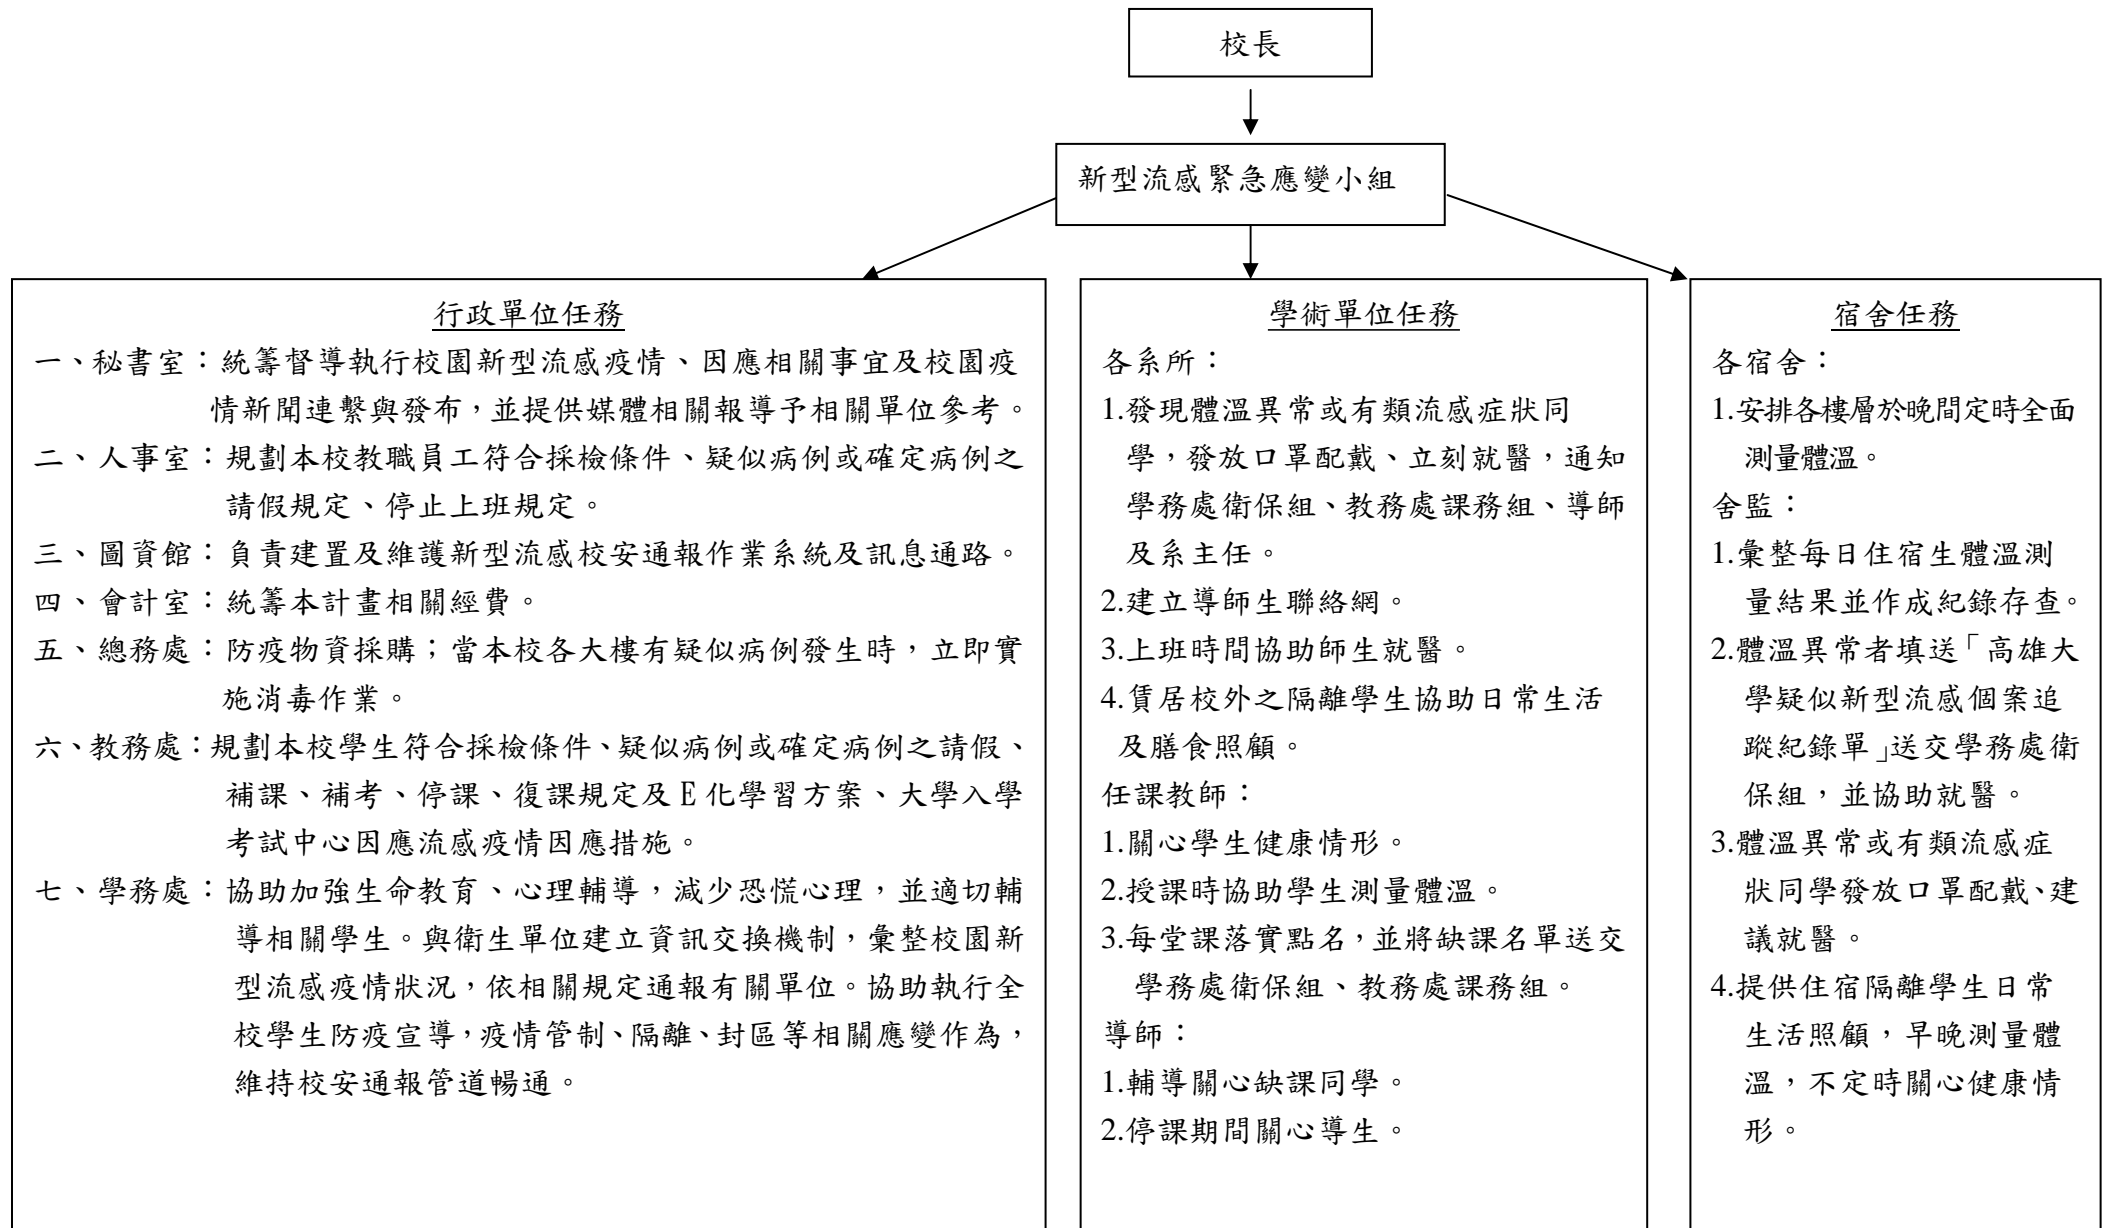 校長
新型流感緊急應變小組
行政單位任務
一、秘書室：統籌督導執行校園新型流感疫情、因應相關事宜及校園疫
情新聞連繫與發布，並提供媒體相關報導予相關單位參考。
二、人事室：規劃本校教職員工符合採檢條件、疑似病例或確定病例之
請假規定、停止上班規定。
三、圖資館：負責建置及維護新型流感校安通報作業系統及訊息通路。
四、會計室：統籌本計畫相關經費。
五、總務處：防疫物資採購；當本校各大樓有疑似病例發生時，立即實
施消毒作業。
六、教務處：規劃本校學生符合採檢條件、疑似病例或確定病例之請假、
補課、補考、停課、復課規定及E化學習方案、大學入學
考試中心因應流感疫情因應措施。
七、學務處：協助加強生命教育、心理輔導，減少恐慌心理，並適切輔
導相關學生。與衛生單位建立資訊交換機制，彙整校園新
型流感疫情狀況，依相關規定通報有關單位。協助執行全
校學生防疫宣導，疫情管制、隔離、封區等相關應變作為，
維持校安通報管道暢通。
學術單位任務
各系所：
1.發現體溫異常或有類流感症狀同
學，發放口罩配戴、立刻就醫，通知
學務處衛保組、教務處課務組、導師
及系主任。
2.建立導師生聯絡網。
3.上班時間協助師生就醫。
4.賃居校外之隔離學生協助日常生活
及膳食照顧。
任課教師：
1.關心學生健康情形。
2.授課時協助學生測量體溫。
3.每堂課落實點名，並將缺課名單送交
學務處衛保組、教務處課務組。
導師：
1.輔導關心缺課同學。
2.停課期間關心導生。
宿舍任務
各宿舍：
1.安排各樓層於晚間定時全面
測量體溫。
舍監：
1.彙整每日住宿生體溫測
量結果並作成紀錄存查。
2.體溫異常者填送「高雄大
學疑似新型流感個案追
蹤紀錄單」送交學務處衛
保組，並協助就醫。
3.體溫異常或有類流感症
狀同學發放口罩配戴、建
議就醫。
4.提供住宿隔離學生日常
生活照顧，早晚測量體
溫，不定時關心健康情
形。